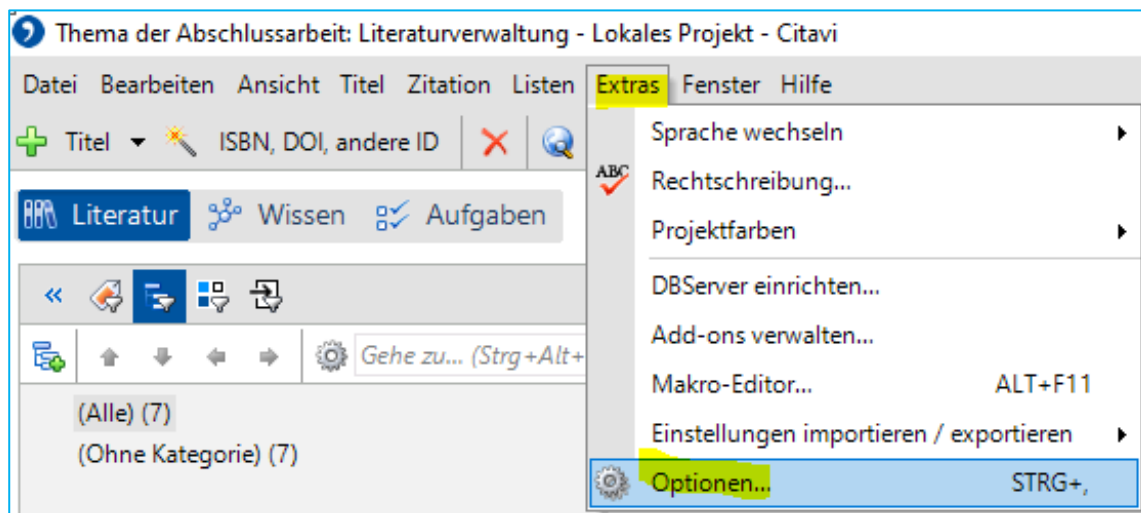 Thema der Abschlussarbeit: Literaturverwaltung - Lokales Projekt - Citavi
Datei Bearbeiten Ansicht Titel Zitation Listen Extras Fenster Hilfe
Titel ISBN, DOI, andere ID
Literatur Wissen Aufgaben
Gehe zu... (Strg+Alt+
(Alle) (7)
(Ohne Kategorie) (7)
Sprache wechseln
ABC Rechtschreibung...
Projektfarben
DBServer einrichten...
Add-ons verwalten...
Makro-Editor... ALT+F11
Einstellungen importieren / exportieren
Optionen... STRG+,